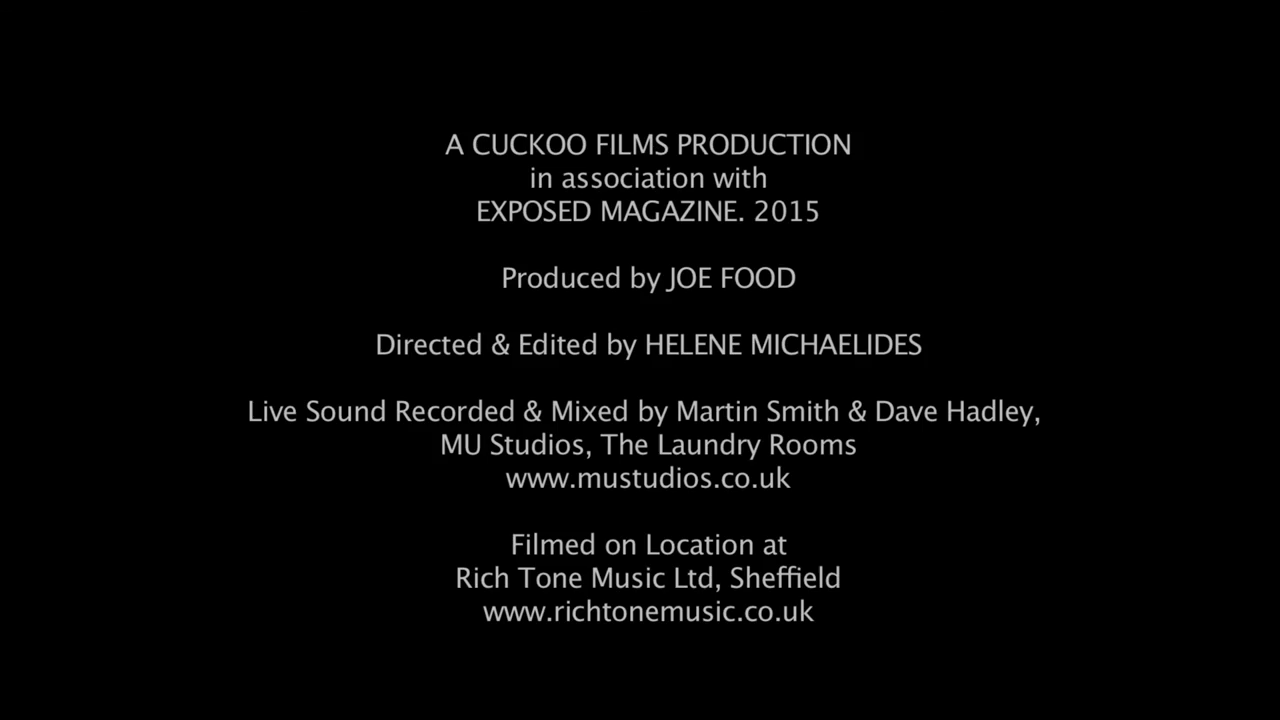 A CUCKOO FILMS PRODUCTION
in association with
EXPOSED MAGAZINE. 2015
Produced by JOE FOOD
Directed & Edited by HELENE MICHAELIDES
Live Sound Recorded & Mixed by Martin Smith & Dave Hadley,
MU Studios, The Laundry Rooms
www.mustudios.co.uk
Filmed on Location at
Rich Tone Music Ltd, Sheffield
www.richtonemusic.co.uk